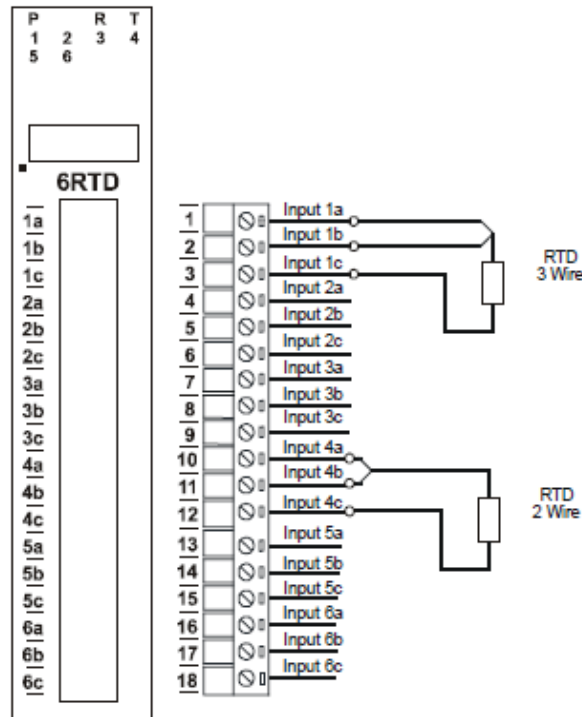 P R T
1 2 3 4
5 6
6RTD
1a
1b
1c
2a
2b
2c
3a
3b
3c
4a
4b
4c
5a
5b
5c
6a
6b
6c
1 Input 1a
2 Input 1b
3 Input 1c
4 Input 2a
5 Input 2b
6 Input 2c
7 Input 3a
8 Input 3b
9 Input 3c
10 Input 4a
11 Input 4b
12 Input 4c
13 Input 5a
14 Input 5b
15 Input 5c
16 Input 6a
17 Input 6b
18 Input 6c
RTD
3 Wire
RTD
2 Wire